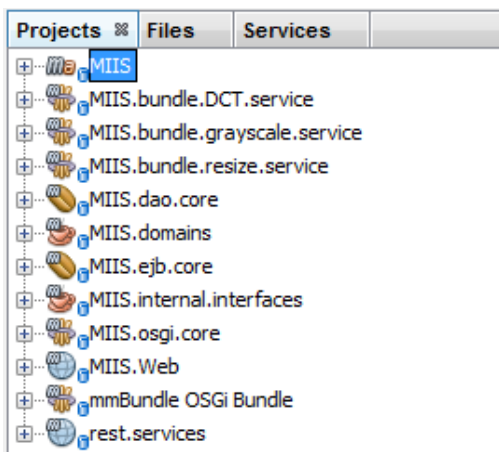 Projects Files Services
MIIS
MIIS.bundle.DCT.service
MIIS.bundle.grayscale.service
MIIS.bundle.resize.service
MIIS.dao.core
MIIS.domains
MIIS.ejb.core
MIIS.internal.interfaces
MIIS.osgi.core
MIIS.Web
mmBundle OSGi Bundle
rest.services